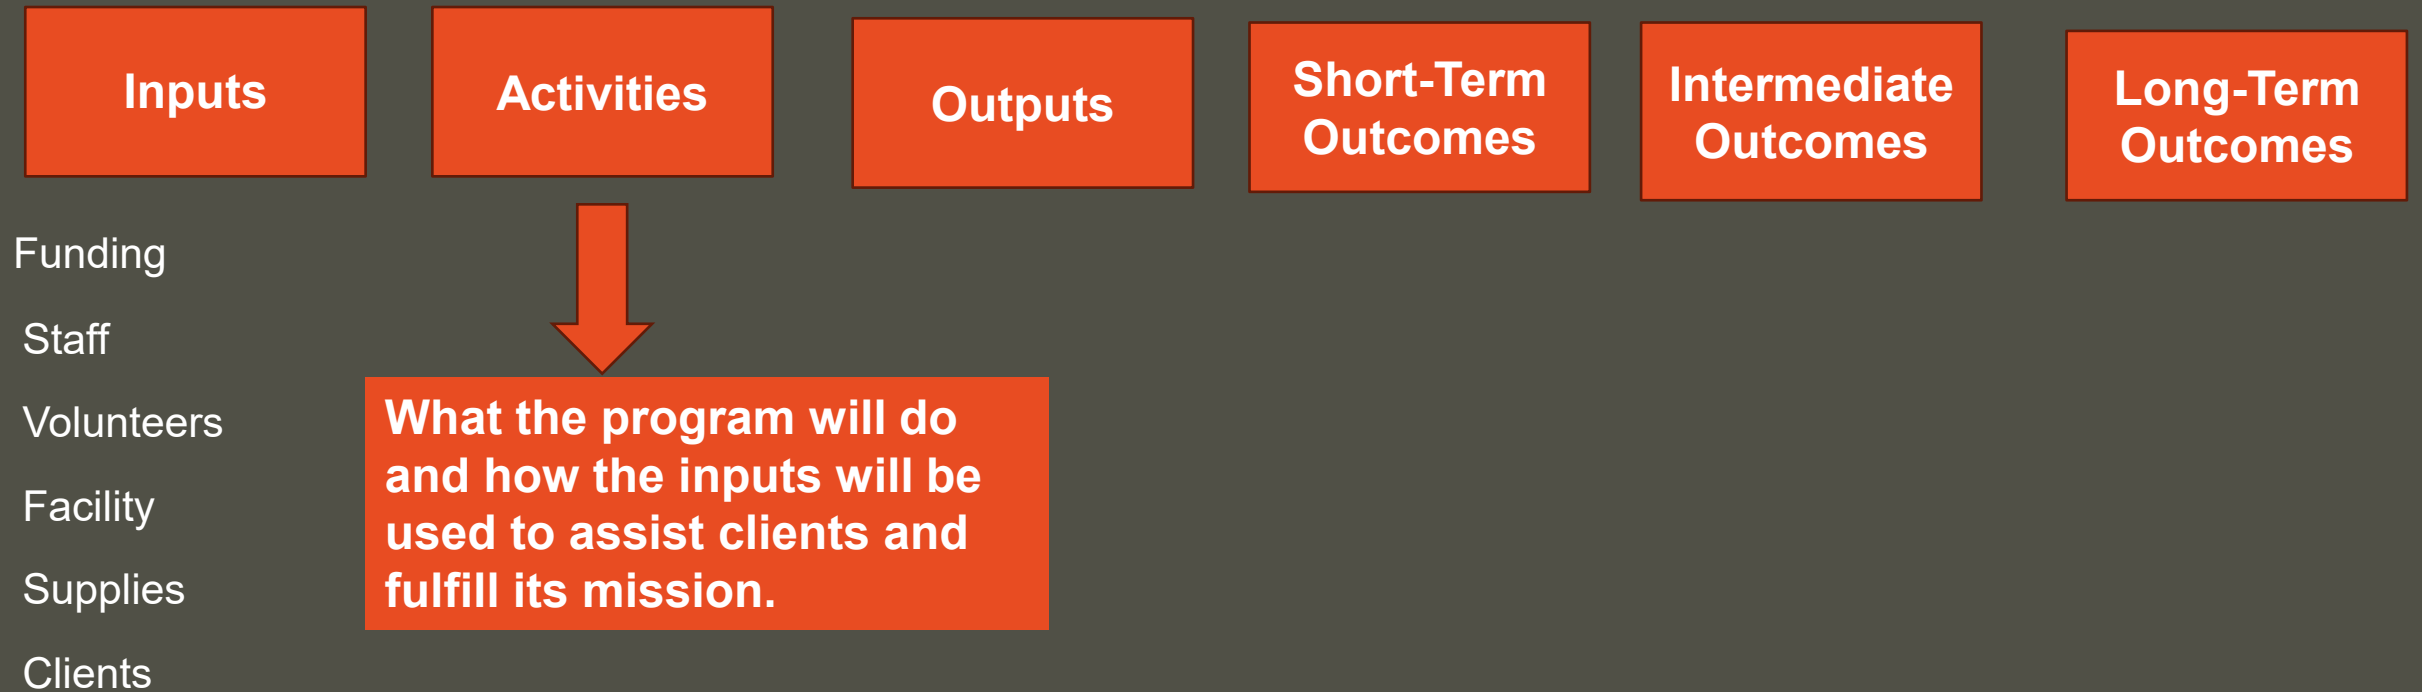 Inputs
Activities
Outputs
Short-Term
Outcomes
Intermediate
Outcomes
Long-Term
Outcomes
Funding
Staff
Volunteers
Facility
Supplies
Clients
What the program will do
and how the inputs will be
used to assist clients and
fulfill its mission.